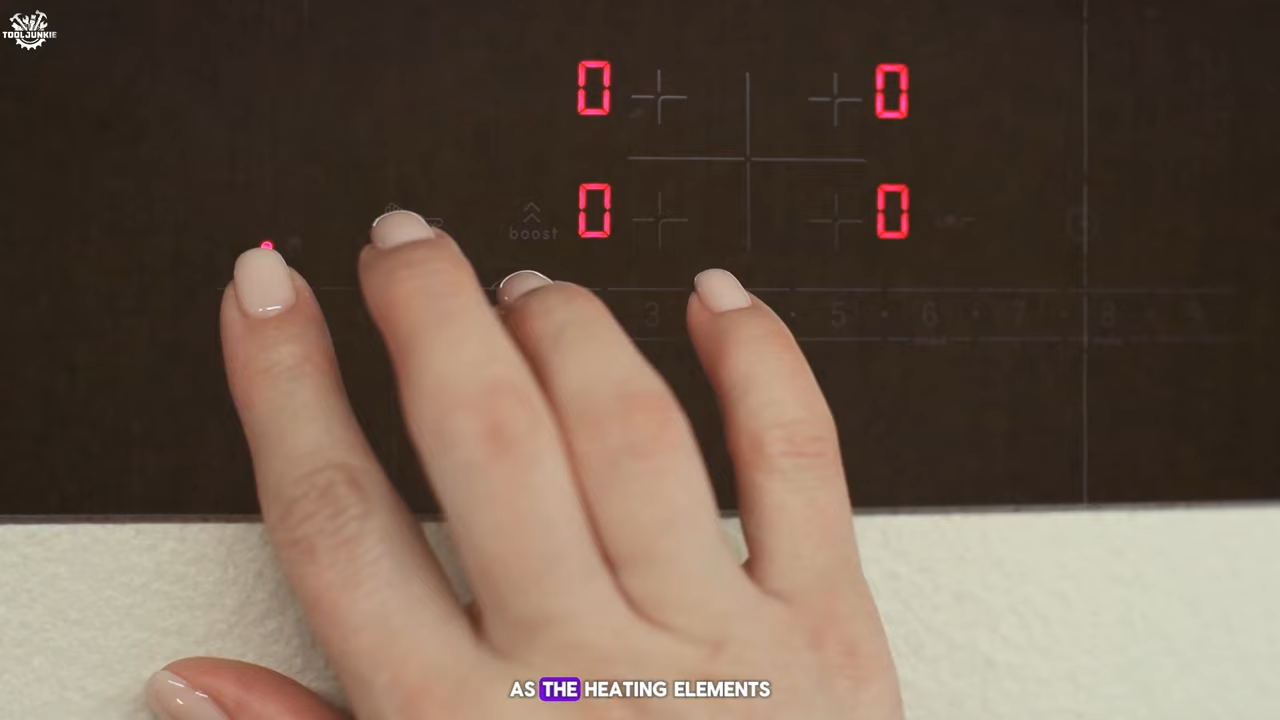 TOOLJUNKIE
0 0
boost 0 0
3 5 6 7 8
AS THE HEATING ELEMENTS